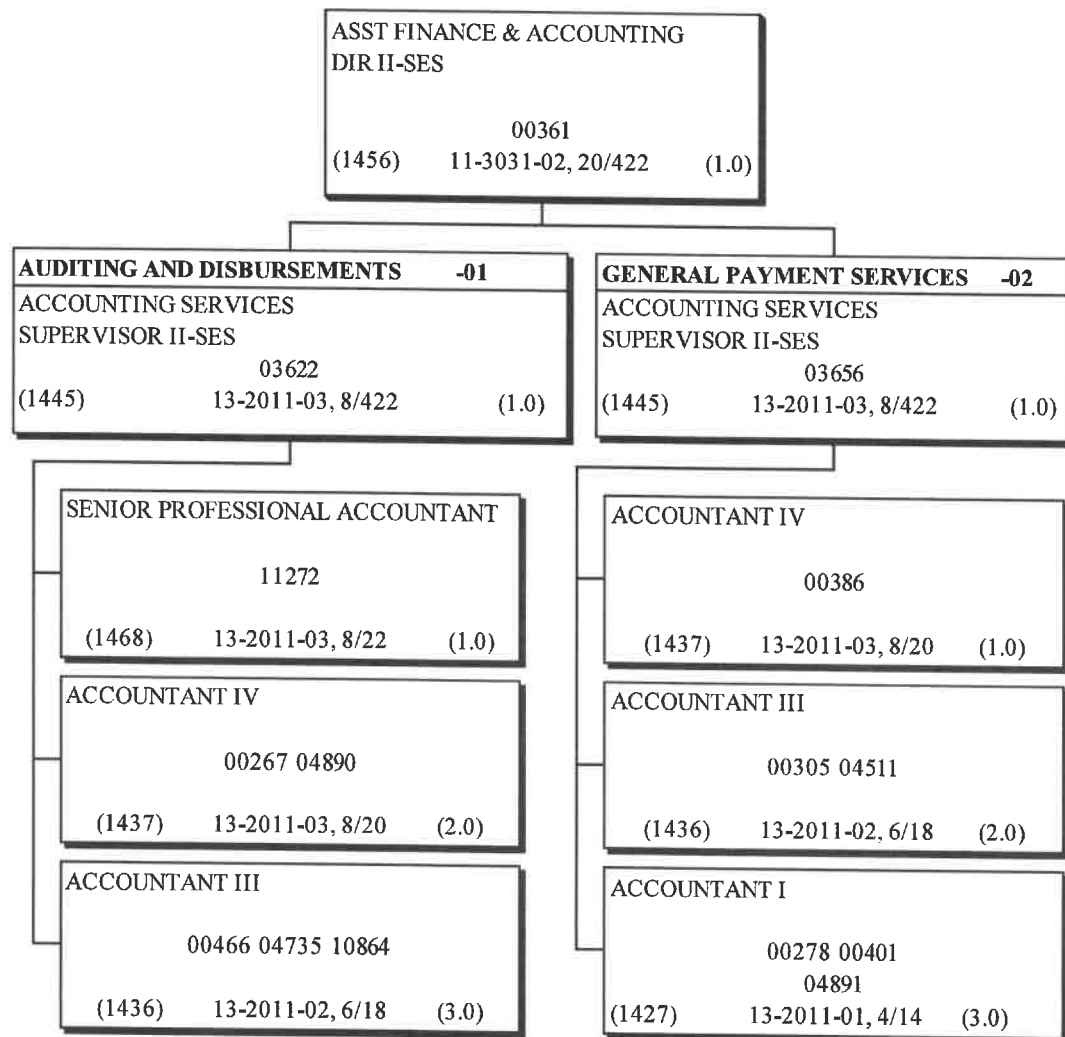 ASST FINANCE & ACCOUNTING
DIR II-SES
00361
(1456) 11-3031-02, 20/422 (1.0)
AUDITING AND DISBURSEMENTS -01
ACCOUNTING SERVICES
SUPERVISOR II-SES
03622
(1445) 13-2011-03, 8/422 (1.0)
SENIOR PROFESSIONAL ACCOUNTANT
11272
(1468) 13-2011-03, 8/22 (1.0)
ACCOUNTANT IV
00267 04890
(1437) 13-2011-03, 8/20 (2.0)
ACCOUNTANT III
00466 04735 10864
(1436) 13-2011-02, 6/18 (3.0)
GENERAL PAYMENT SERVICES -02
ACCOUNTING SERVICES
SUPERVISOR II-SES
03656
(1445) 13-2011-03, 8/422 (1.0)
ACCOUNTANT IV
00386
(1437) 13-2011-03, 8/20 (1.0)
ACCOUNTANT III
00305 04511
(1436) 13-2011-02, 6/18 (2.0)
ACCOUNTANT I
00278 00401
04891
(1427) 13-2011-01, 4/14 (3.0)